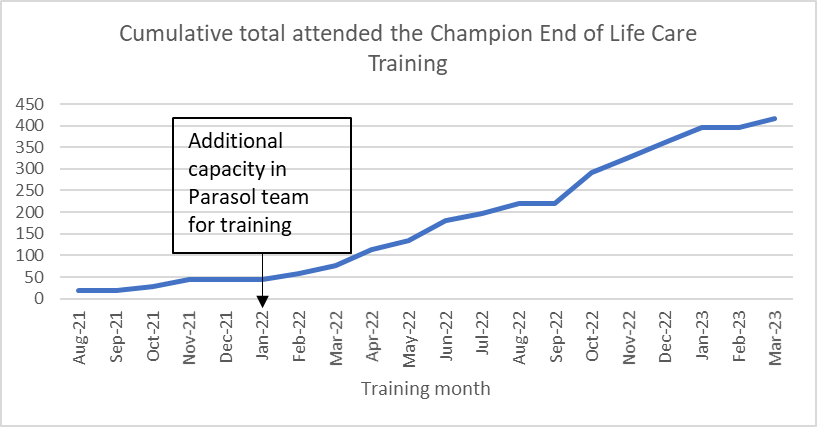 Cumulative total attended the Champion End of Life Care
Training
450
400
350
300
250
200
150
100
50
0
Additional
capacity in
Parasol team
for training
Aug-21
Sep-21
Oct-21
Nov-21
Dec-21
Jan-22
Feb-22
Mar-22
Apr-22
May-22
Jun-22
Jul-22
Aug-22
Sep-22
Oct-22
Nov-22
Dec-22
Jan-23
Feb-23
Mar-23
Training month